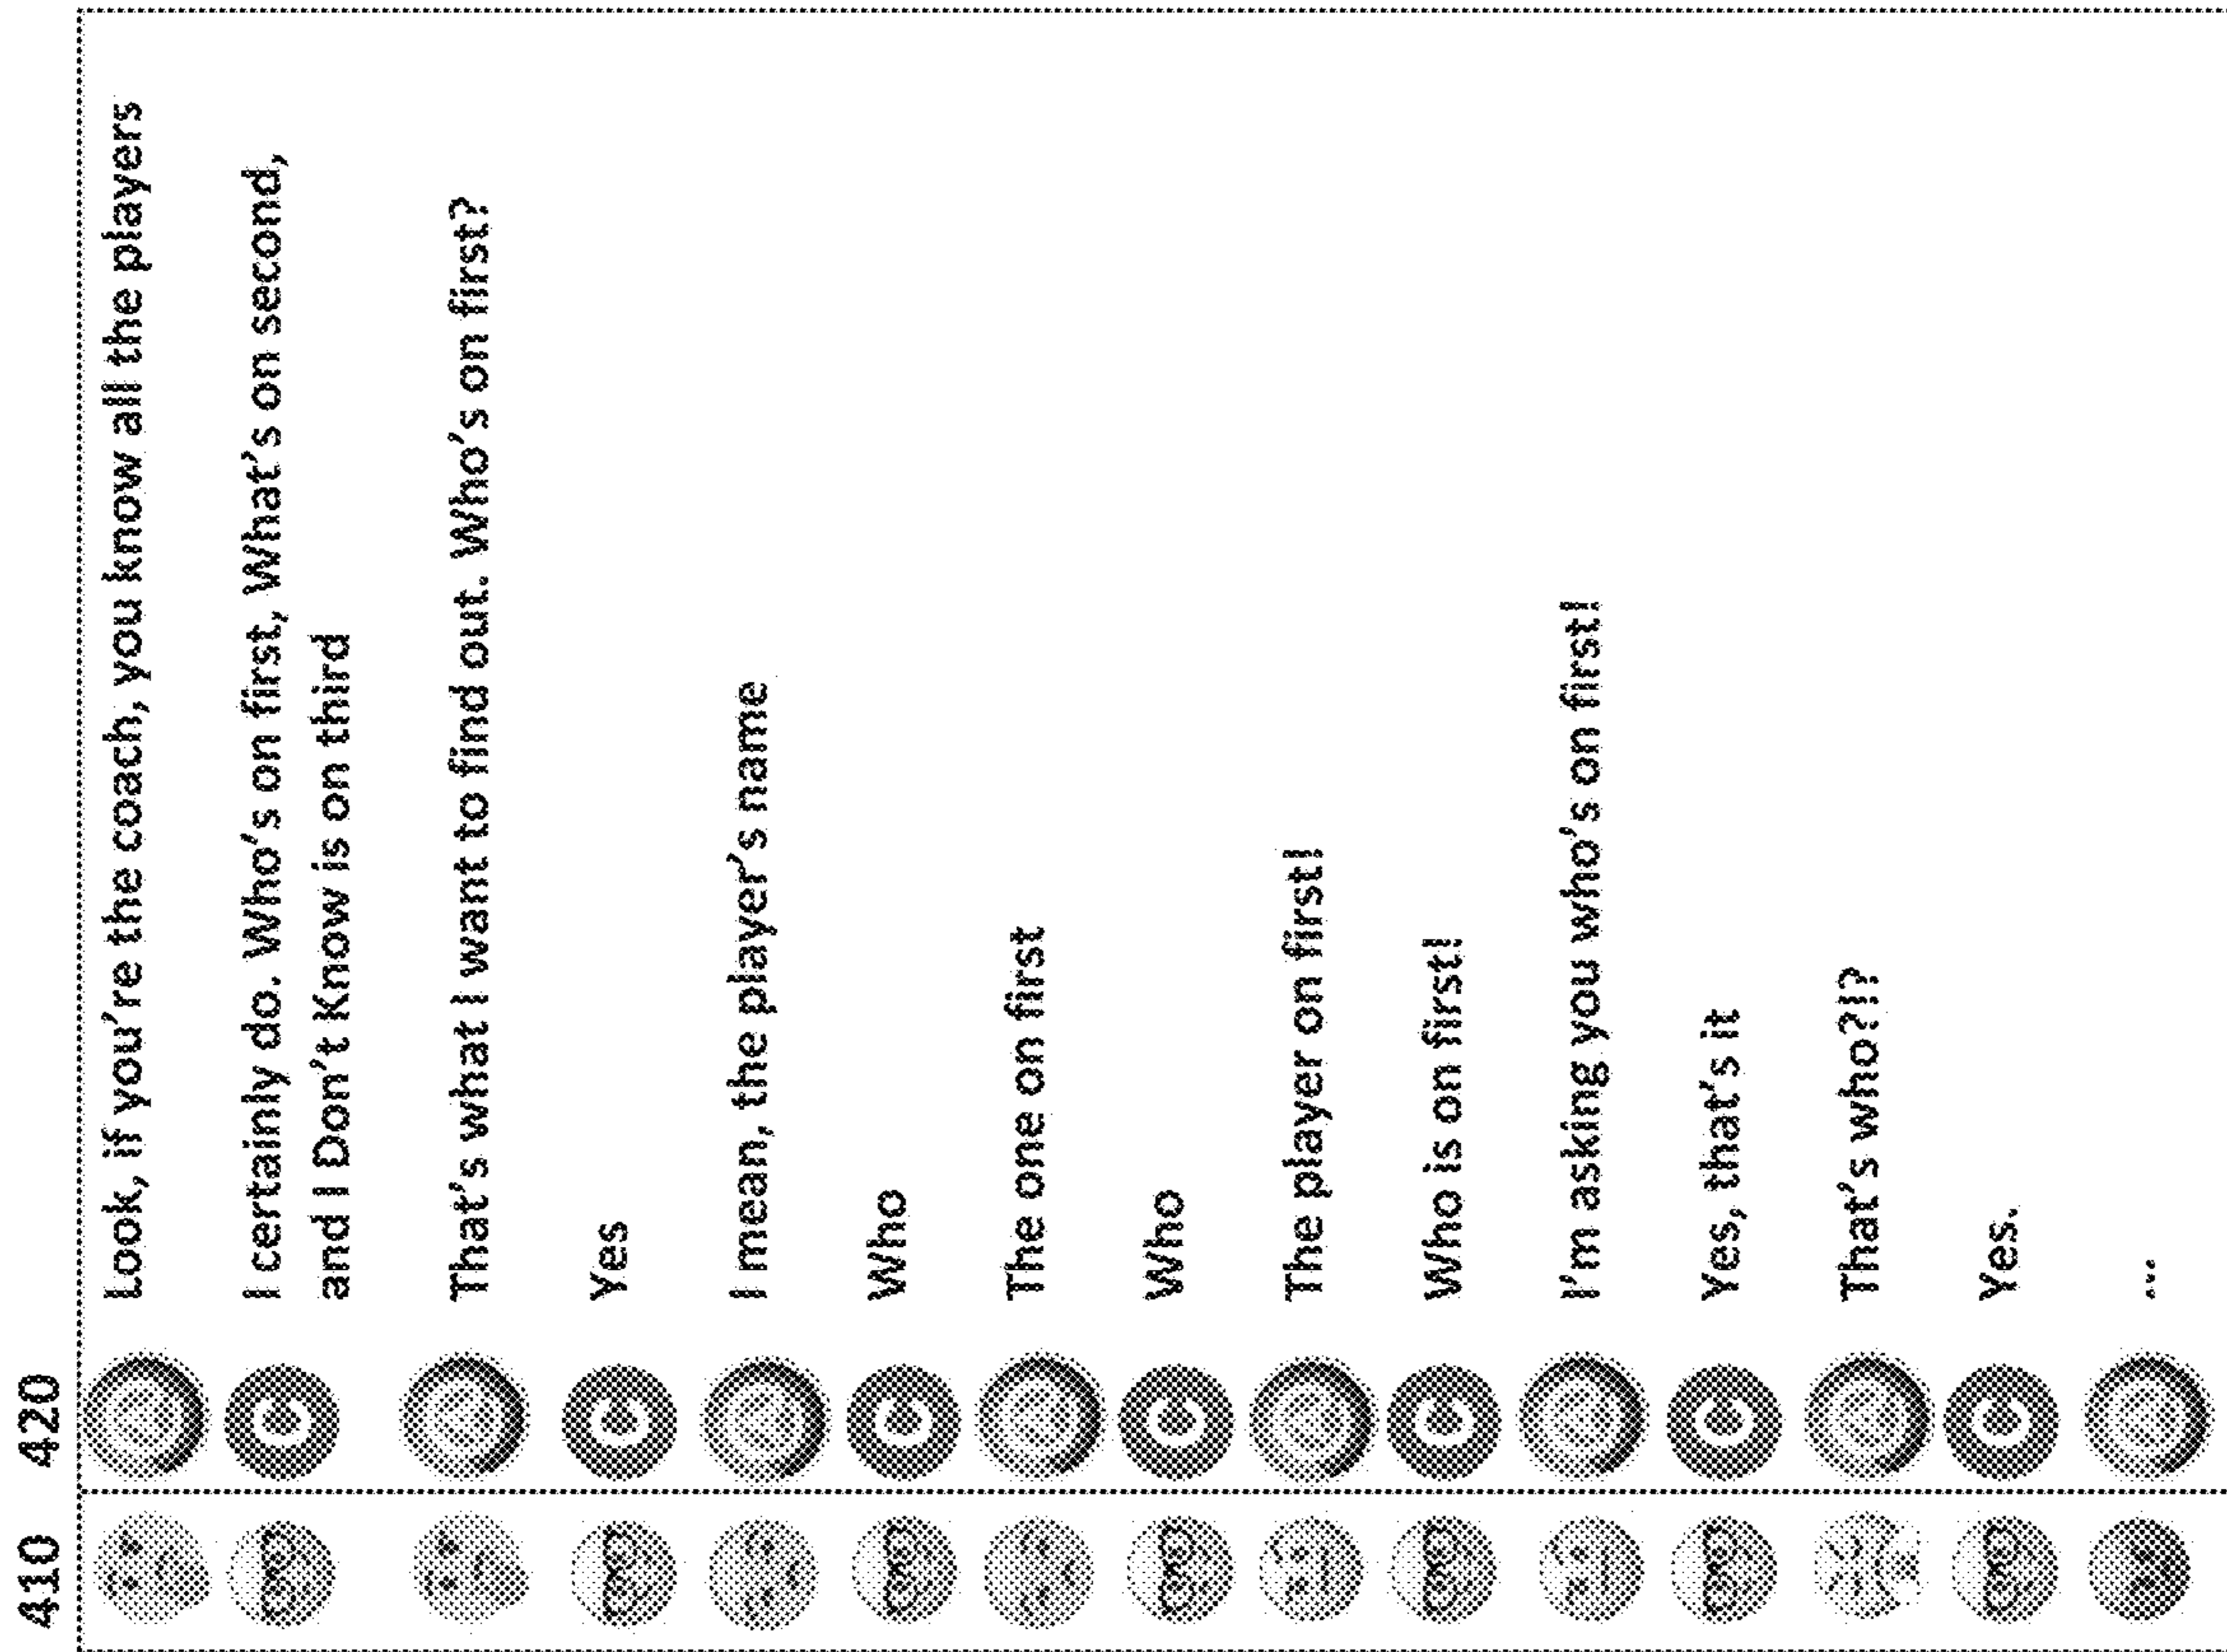 410 420
Look, if you're the coach, you know all the players
I certainly do. Who's on first, What's on second,
and I Don't Know is on third
That's what I want to find out. Who's on first?
Yes
I mean, the player's name
Who
The one on first
Who
The player on first!
Who is on first!
I'm asking you who's on first!
Yes, that's it
That's who?!?
Yes.
...